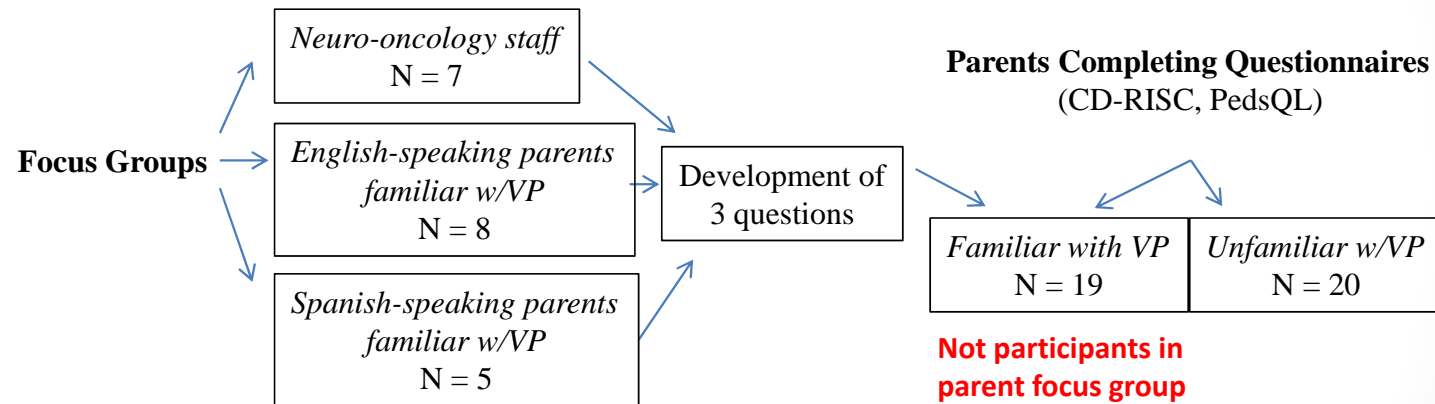 Focus Groups
Neuro-oncology staff
N = 7
English-speaking parents
familiar w/VP
N = 8
Spanish-speaking parents
familiar w/VP
N = 5
Development of
3 questions
Parents Completing Questionnaires
(CD-RISC, PedsQL)
Familiar with VP
N = 19
Unfamiliar w/VP
N = 20
Not participants in
parent focus group